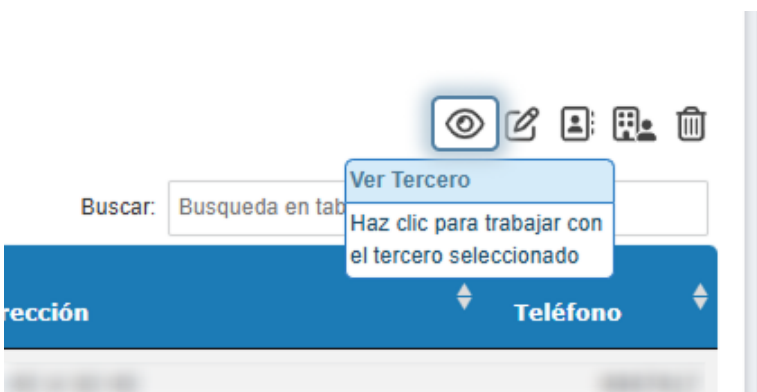 Ver Tercero
Buscar:
Busqueda en tab
Haz clic para trabajar con
el tercero seleccionado
rección
Teléfono